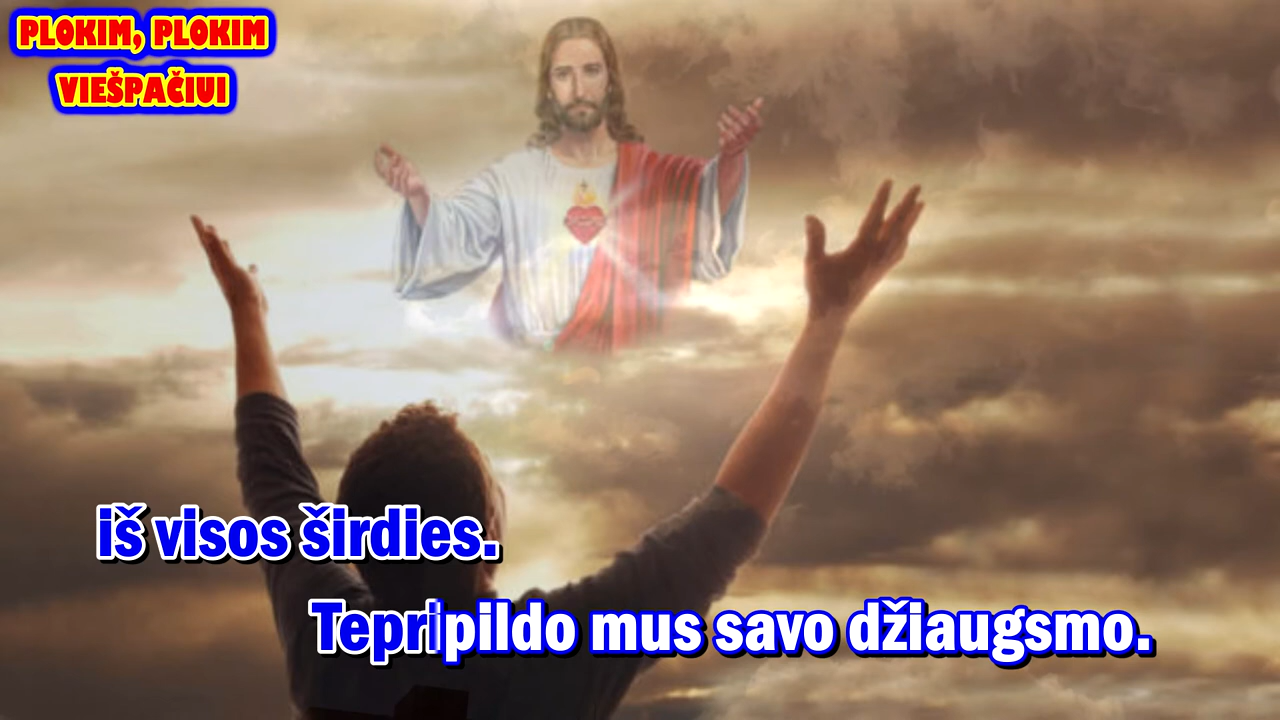 PLOKIM, PLOKIM
VIEŠPAČIUI
iš visos širdies.
Tepripildo mus savo džiaugsmo.